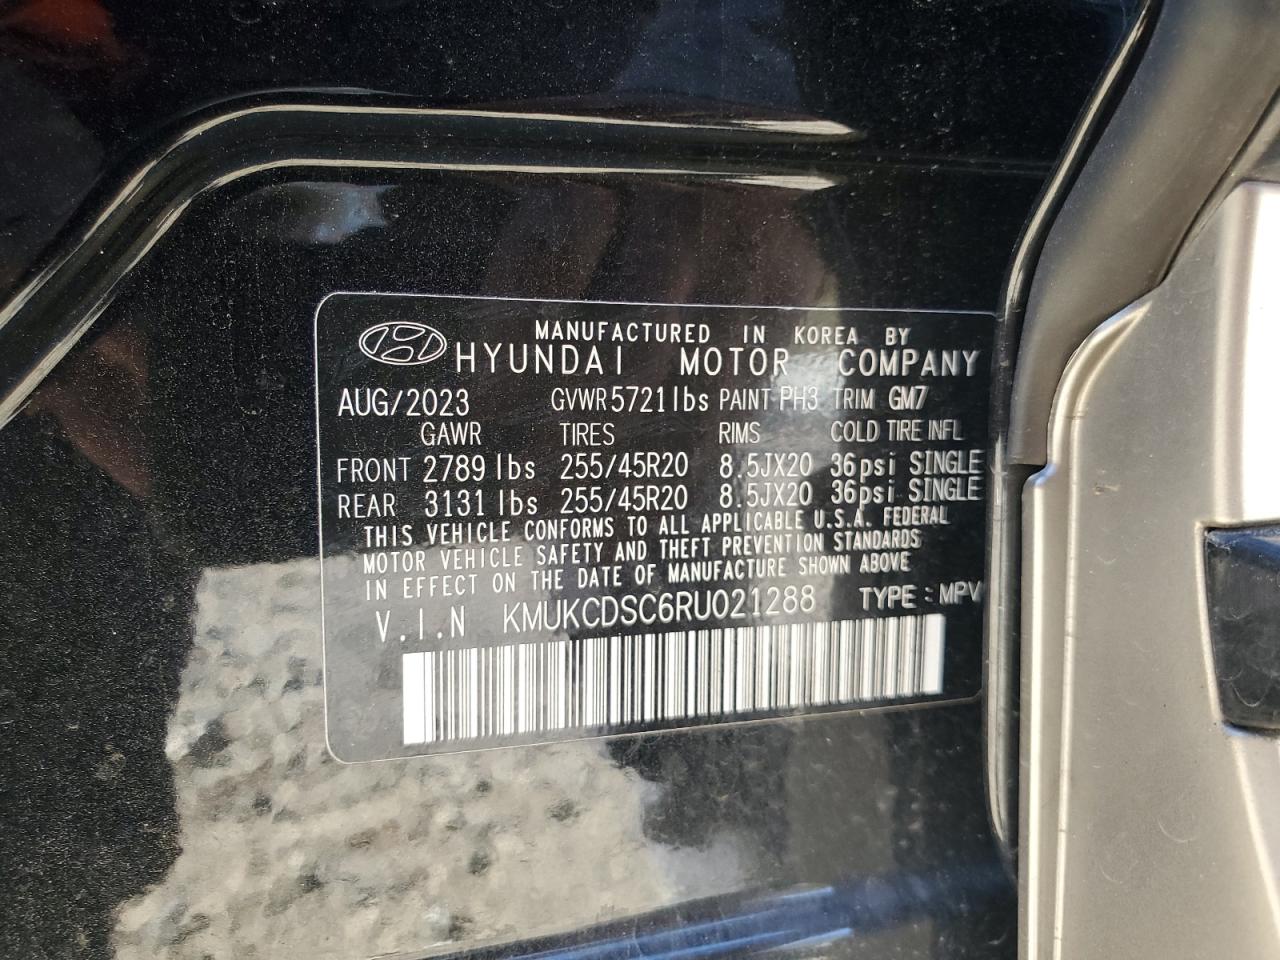 MANUFACTURED IN KOREA BY
HYUNDAI MOTOR COMPANY
AUG/2023 GVWR 5721lbs PAINT PH3 TRIM GM7
GAWR TIRES RIMS COLD TIRE INFL
FRONT 2789 lbs 255/45R20 8.5JX20 36psi SINGLE
REAR 3131 lbs 255/45R20 8.5JX20 36psi SINGLE
THIS VEHICLE CONFORMS TO ALL APPLICABLE U.S.A. FEDERAL
MOTOR VEHICLE SAFETY AND THEFT PREVENTION STANDARDS
IN EFFECT ON THE DATE OF MANUFACTURE SHOWN ABOVE
V.I.N KMUKCDSC6RU021288 TYPE : MPV